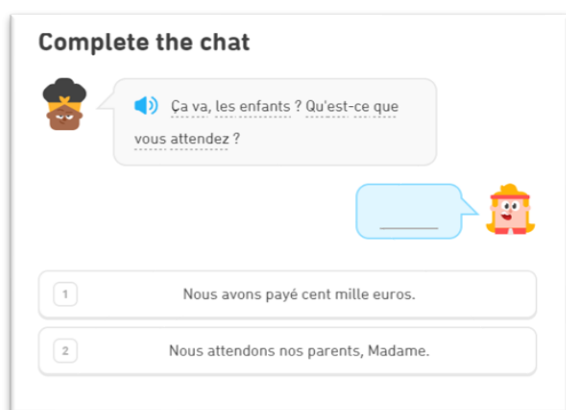 Complete the chat
Ça va, les enfants ? Qu'est-ce que
vous attendez ?
1
Nous avons payé cent mille euros.
2
Nous attendons nos parents, Madame.